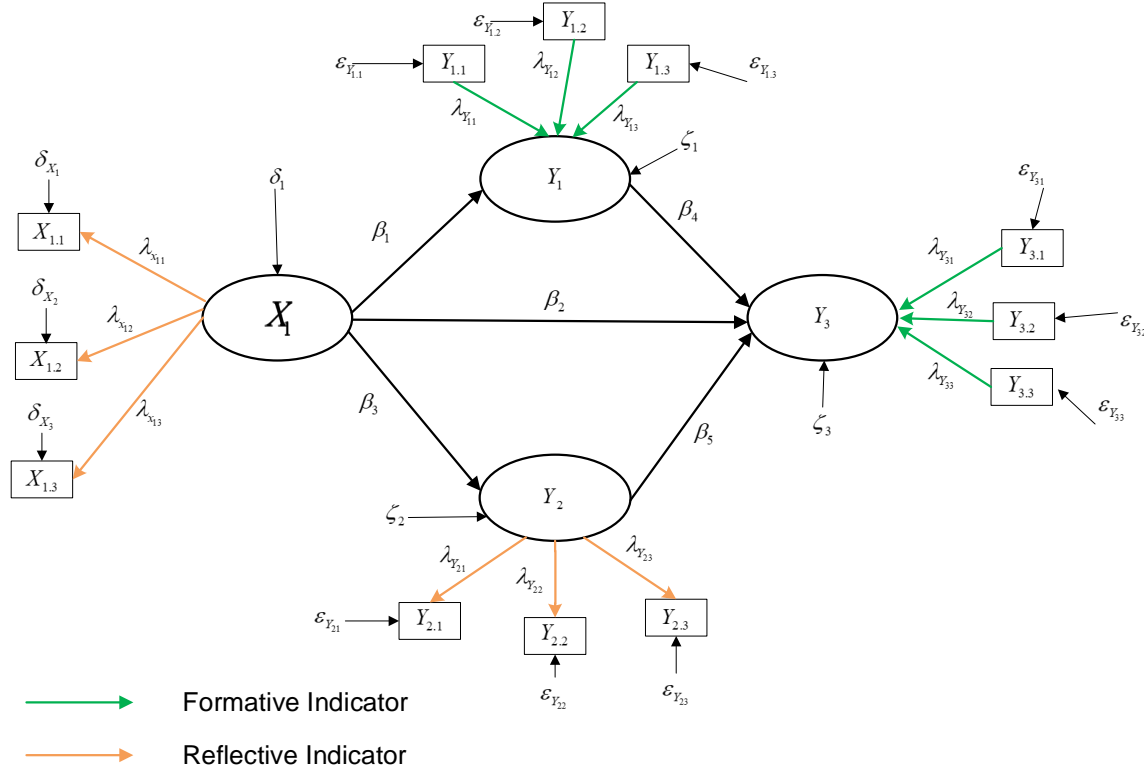 ε_{Y_{1.2}}
Y_{1.2}
ε_{Y_{1.1}}
Y_{1.1}
λ_{Y_{12}}
Y_{1.3}
ε_{Y_{1.3}}
λ_{Y_{11}}
λ_{Y_{13}}
ζ_1
δ_{X_1}
δ_1
Y_1
ε_{Y_{31}}
X_{1.1}
λ_{x_{11}}
β_1
β_4
λ_{Y_{31}}
Y_{3.1}
δ_{X_2}
X_1
β_2
Y_3
λ_{Y_{32}}
Y_{3.2}
ε_{Y_{32}}
λ_{x_{12}}
X_{1.2}
λ_{Y_{33}}
Y_{3.3}
δ_{X_3}
λ_{x_{13}}
β_3
β_5
ζ_3
ε_{Y_{33}}
X_{1.3}
Y_2
ζ_2
λ_{Y_{21}}
λ_{Y_{22}}
λ_{Y_{23}}
ε_{Y_{21}}
Y_{2.1}
Y_{2.2}
Y_{2.3}
ε_{Y_{22}}
ε_{Y_{23}}
Formative Indicator
Reflective Indicator